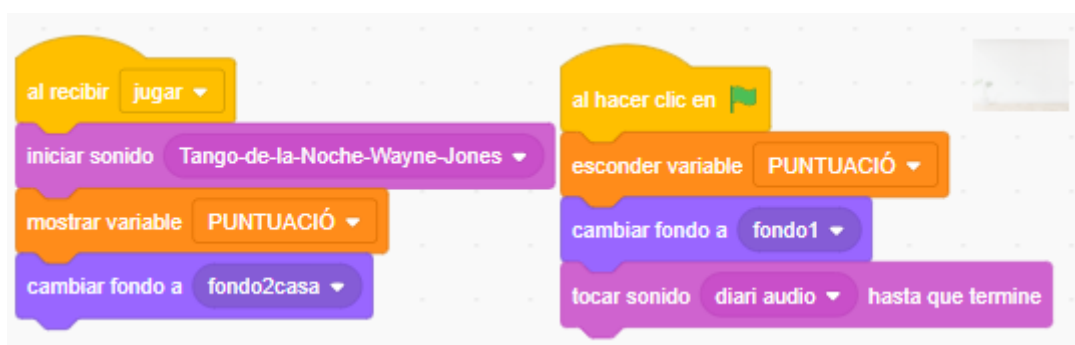 al recibir jugar
iniciar sonido Tango-de-la-Noche-Wayne-Jones
mostrar variable PUNTUACIÓ
cambiar fondo a fondo2casa
al hacer clic en
esconder variable PUNTUACIÓ
cambiar fondo a fondo1
tocar sonido diari audio hasta que termine